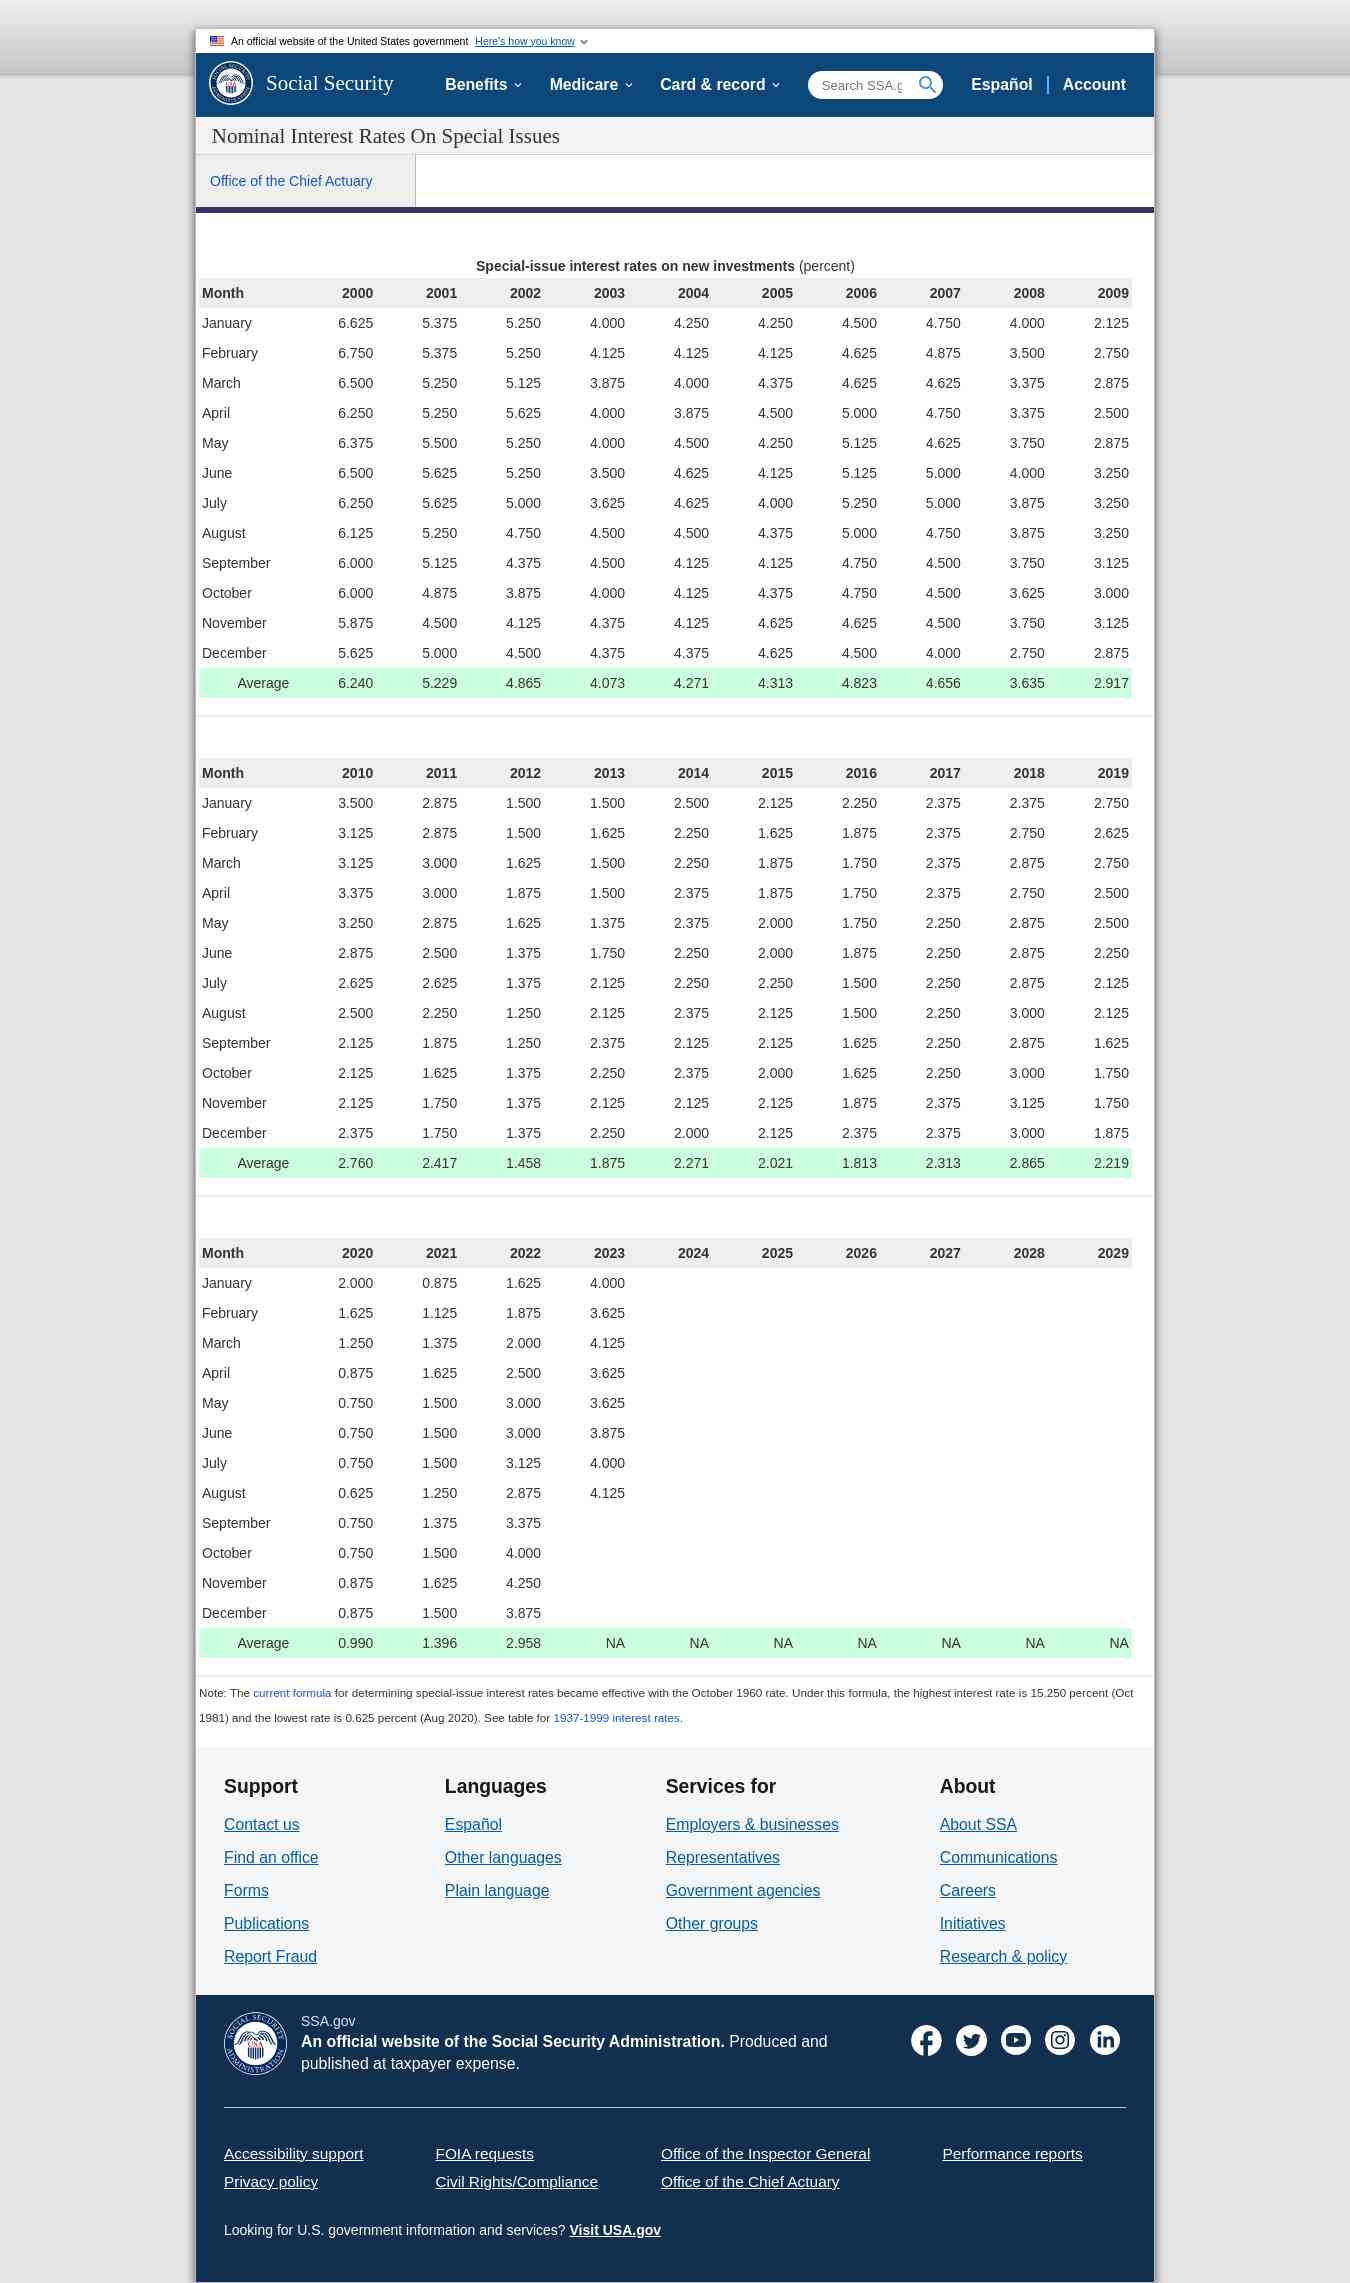 An official website of the United States government Here's how you know
Social Security Benefits Medicare Card & record Search SSA.g Español Account
Nominal Interest Rates On Special Issues
Office of the Chief Actuary
Special-issue interest rates on new investments (percent)
Month 2000 2001 2002 2003 2004 2005 2006 2007 2008 2009
January 6.625 5.375 5.250 4.000 4.250 4.250 4.500 4.750 4.000 2.125
February 6.750 5.375 5.250 4.125 4.125 4.125 4.625 4.875 3.500 2.750
March 6.500 5.250 5.125 3.875 4.000 4.375 4.625 4.625 3.375 2.875
April 6.250 5.250 5.625 4.000 3.875 4.500 5.000 4.750 3.375 2.500
May 6.375 5.500 5.250 4.000 4.500 4.250 5.125 4.625 3.750 2.875
June 6.500 5.625 5.250 3.500 4.625 4.125 5.125 5.000 4.000 3.250
July 6.250 5.625 5.000 3.625 4.625 4.000 5.250 5.000 3.875 3.250
August 6.125 5.250 4.750 4.500 4.500 4.375 5.000 4.750 3.875 3.250
September 6.000 5.125 4.375 4.500 4.125 4.125 4.750 4.500 3.750 3.125
October 6.000 4.875 3.875 4.000 4.125 4.375 4.750 4.500 3.625 3.000
November 5.875 4.500 4.125 4.375 4.125 4.625 4.625 4.500 3.750 3.125
December 5.625 5.000 4.500 4.375 4.375 4.625 4.500 4.000 2.750 2.875
Average 6.240 5.229 4.865 4.073 4.271 4.313 4.823 4.656 3.635 2.917
Month 2010 2011 2012 2013 2014 2015 2016 2017 2018 2019
January 3.500 2.875 1.500 1.500 2.500 2.125 2.250 2.375 2.375 2.750
February 3.125 2.875 1.500 1.625 2.250 1.625 1.875 2.375 2.750 2.625
March 3.125 3.000 1.625 1.500 2.250 1.875 1.750 2.375 2.875 2.750
April 3.375 3.000 1.875 1.500 2.375 1.875 1.750 2.375 2.750 2.500
May 3.250 2.875 1.625 1.375 2.375 2.000 1.750 2.250 2.875 2.500
June 2.875 2.500 1.375 1.750 2.250 2.000 1.875 2.250 2.875 2.250
July 2.625 2.625 1.375 2.125 2.250 2.250 1.500 2.250 2.875 2.125
August 2.500 2.250 1.250 2.125 2.375 2.125 1.500 2.250 3.000 2.125
September 2.125 1.875 1.250 2.375 2.125 2.125 1.625 2.250 2.875 1.625
October 2.125 1.625 1.375 2.250 2.375 2.000 1.625 2.250 3.000 1.750
November 2.125 1.750 1.375 2.125 2.125 2.125 1.875 2.375 3.125 1.750
December 2.375 1.750 1.375 2.250 2.000 2.125 2.375 2.375 3.000 1.875
Average 2.760 2.417 1.458 1.875 2.271 2.021 1.813 2.313 2.865 2.219
Month 2020 2021 2022 2023 2024 2025 2026 2027 2028 2029
January 2.000 0.875 1.625 4.000
February 1.625 1.125 1.875 3.625
March 1.250 1.375 2.000 4.125
April 0.875 1.625 2.500 3.625
May 0.750 1.500 3.000 3.625
June 0.750 1.500 3.000 3.875
July 0.750 1.500 3.125 4.000
August 0.625 1.250 2.875 4.125
September 0.750 1.375 3.375
October 0.750 1.500 4.000
November 0.875 1.625 4.250
December 0.875 1.500 3.875
Average 0.990 1.396 2.958 NA NA NA NA NA NA NA
Note: The current formula for determining special-issue interest rates became effective with the October 1960 rate. Under this formula, the highest interest rate is 15.250 percent (Oct
1981) and the lowest rate is 0.625 percent (Aug 2020). See table for 1937-1999 interest rates.
Support Languages Services for About
Contact us Español Employers & businesses About SSA
Find an office Other languages Representatives Communications
Forms Plain language Government agencies Careers
Publications Other groups Initiatives
Report Fraud Research & policy
SOCIAL SECURITY ADMINISTRATION USA
SSA.gov
An official website of the Social Security Administration. Produced and
published at taxpayer expense.
Accessibility support FOIA requests Office of the Inspector General Performance reports
Privacy policy Civil Rights/Compliance Office of the Chief Actuary
Looking for U.S. government information and services? Visit USA.gov